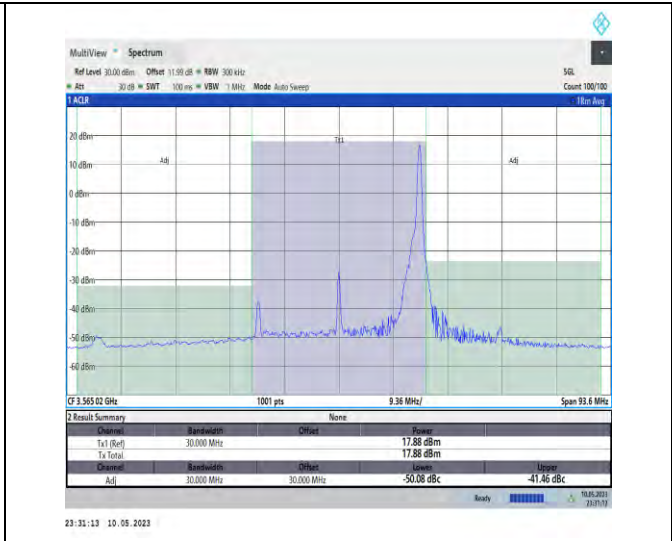 MultiView Spectrum
Ref Level 30.00 dBm Offset 11.99 dB RBW 300 kHz SGL
Att 30 dB SWT 100 ms VBW 1 MHz Mode Auto Sweep Count 100/100
1 ACLR 1Rm Avg
Tx1
20 dBm
Adj Adj
10 dBm
0 dBm
-10 dBm
-20 dBm
-30 dBm
-40 dBm
-50 dBm
-60 dBm
CF 3.565 02 GHz 1001 pts 9.36 MHz/ Span 93.6 MHz
2 Result Summary None
Channel Bandwidth Offset Power
Tx1 (Ref) 30.000 MHz 17.88 dBm
Tx Total 17.88 dBm
Channel Bandwidth Offset Lower Upper
Adj 30.000 MHz 30.000 MHz -50.08 dBc -41.46 dBc
Ready 10.05.2023
23:31:13
23:31:13 10.05.2023